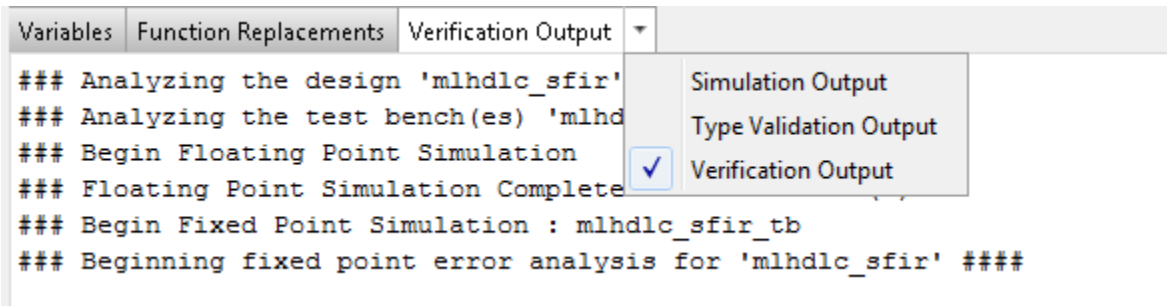 Variables Function Replacements Verification Output
### Analyzing the design 'mlhdlc_sfir'
Simulation Output
### Analyzing the test bench(es) 'mlhd
Type Validation Output
### Begin Floating Point Simulation
Verification Output
### Floating Point Simulation Complete
### Begin Fixed Point Simulation : mlhdlc_sfir_tb
### Beginning fixed point error analysis for 'mlhdlc_sfir' ####